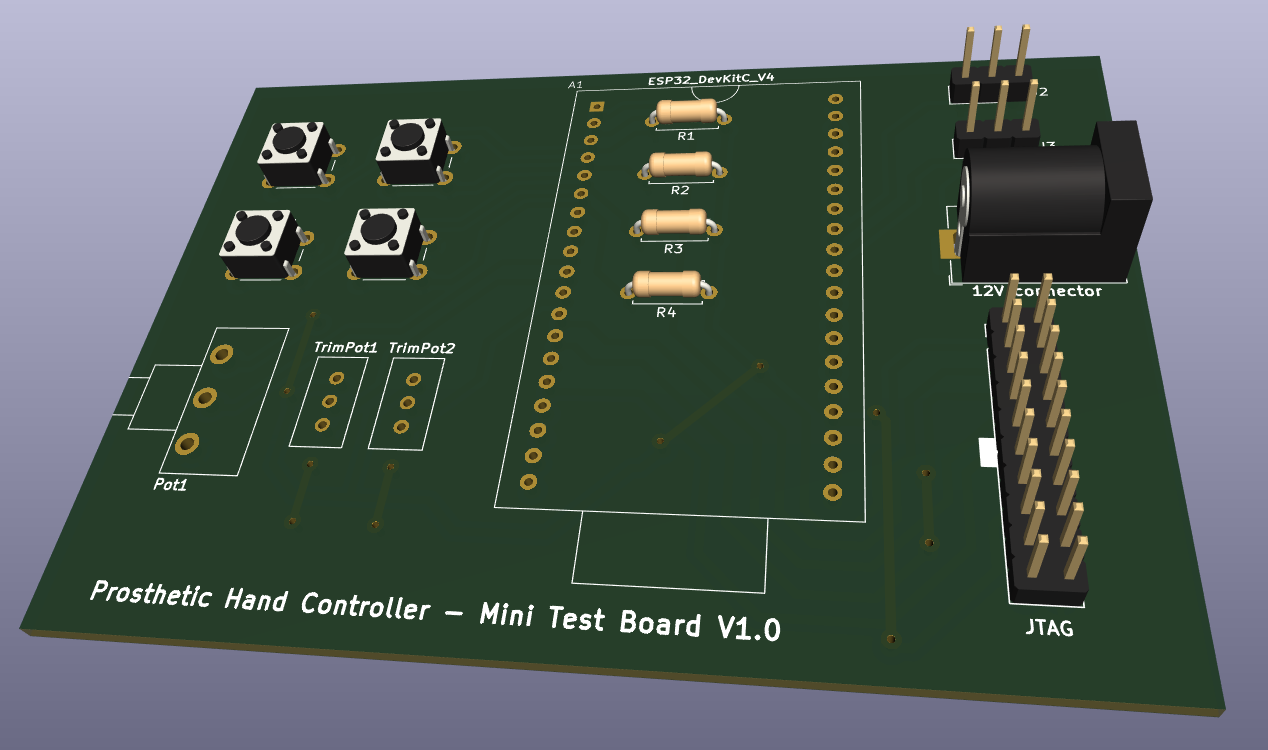 A1
ESP32_DevKitC_V4
R1
R2
R3
R4
2
J3
12V connector
TrimPot1 TrimPot2
Pot1
Prosthetic Hand Controller – Mini Test Board V1.0
JTAG